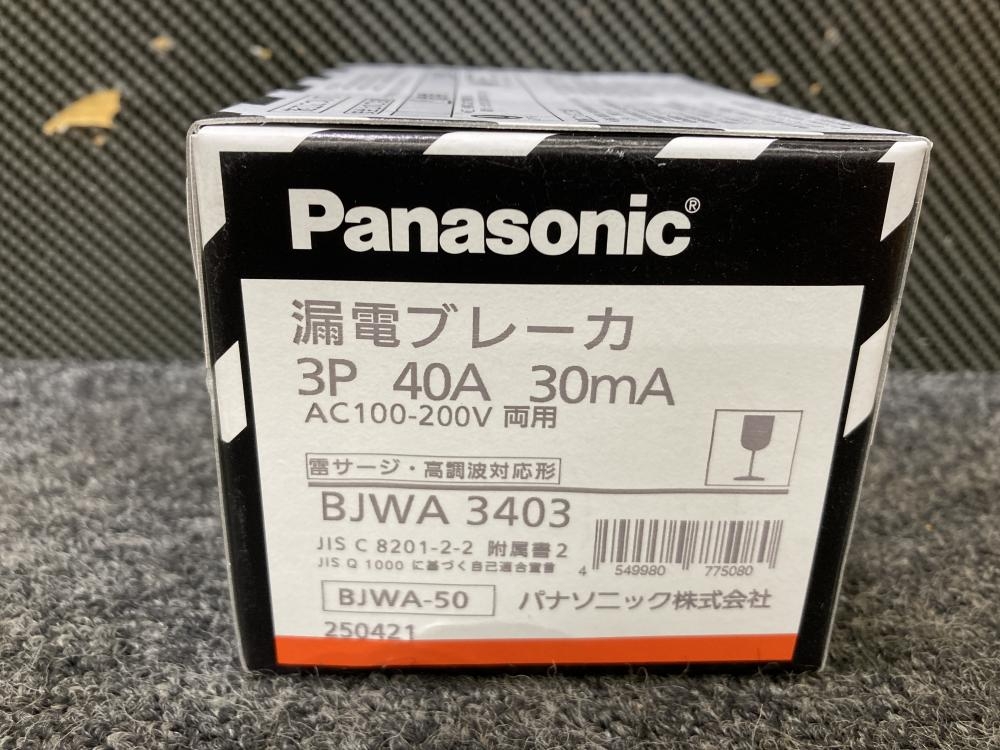 Panasonic®
漏電ブレーカ
3P 40A 30mA
AC100-200V 両用
雷サージ・高調波対応形
BJWA 3403
JIS C 8201-2-2 附属書2
JIS Q 1000 に基づく自己適合宣言
4 549980 775080
BJWA-50 パナソニック株式会社
250421